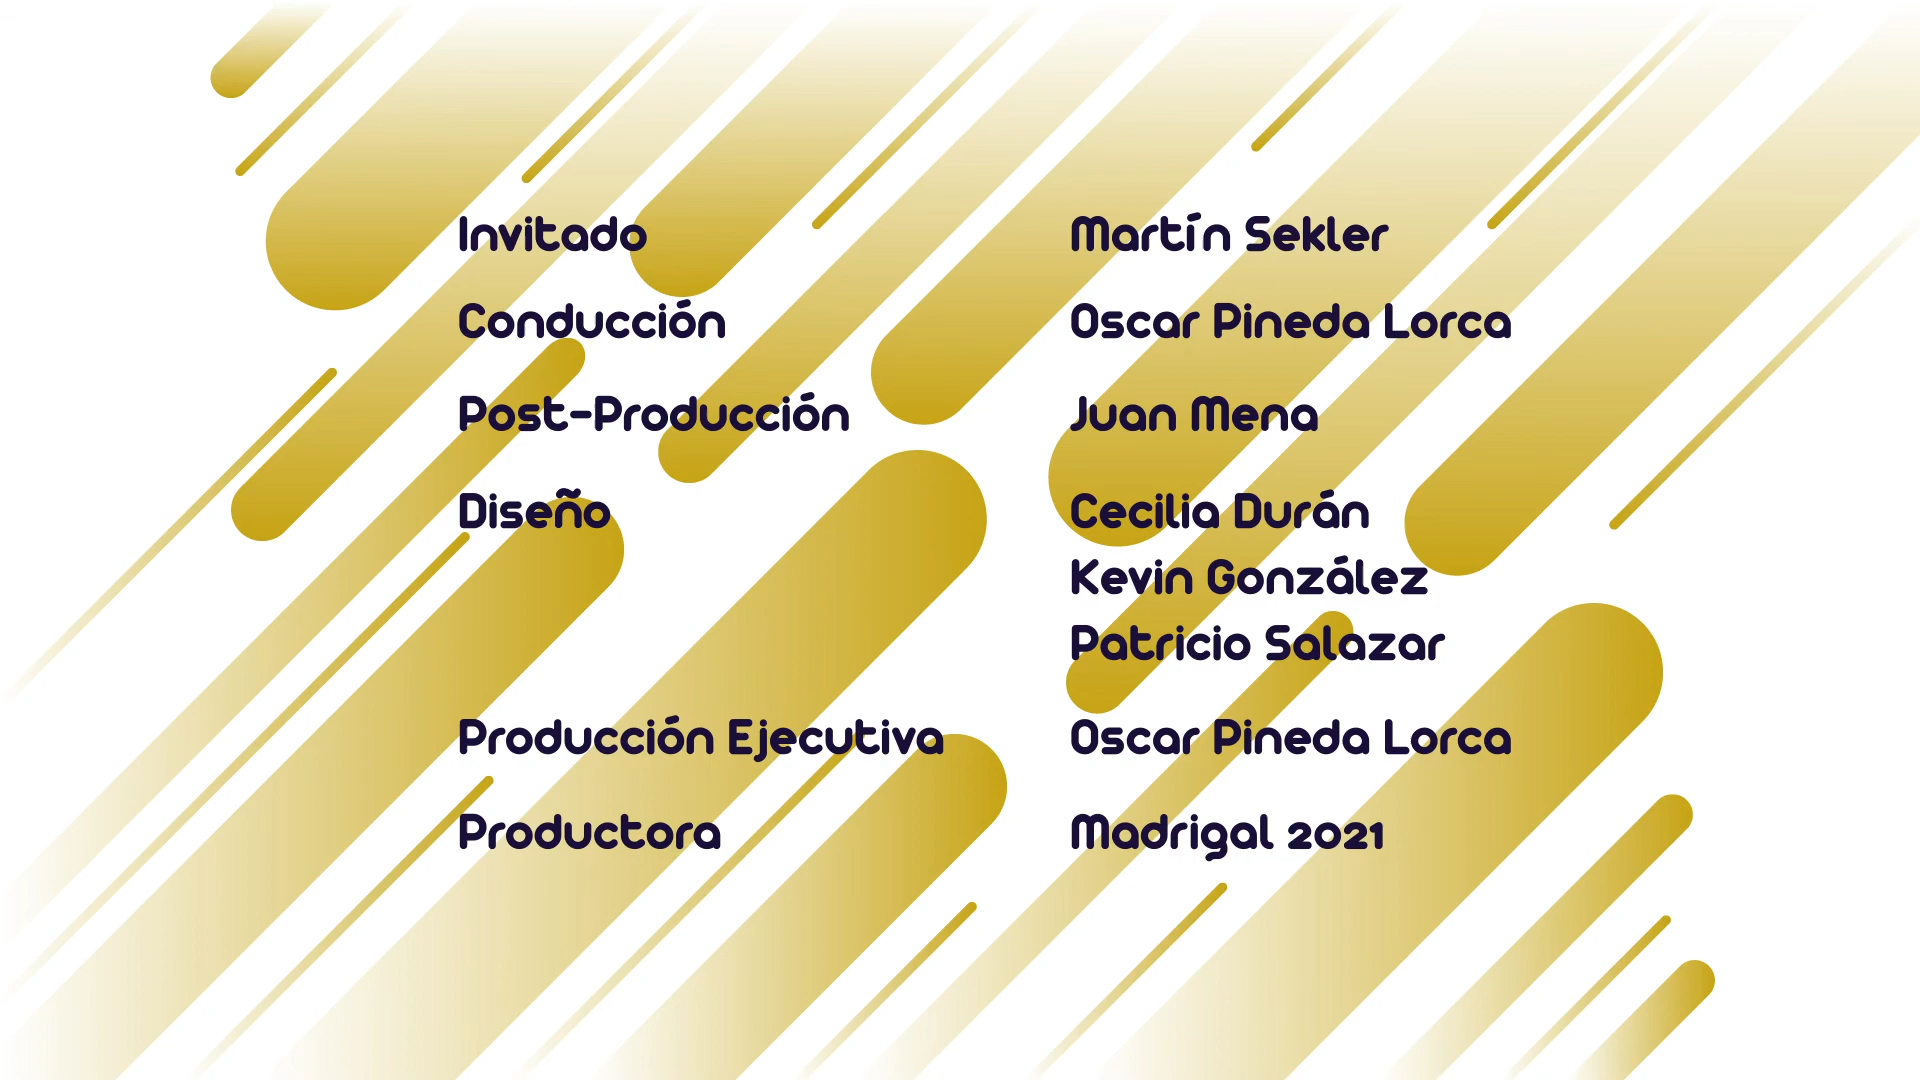 Invitado Martín Sekler
Conducción Oscar Pineda Lorca
Post-Producción Juan Mena
Diseño Cecilia Durán
Kevin González
Patricio Salazar
Producción Ejecutiva Oscar Pineda Lorca
Productora Madrigal 2021